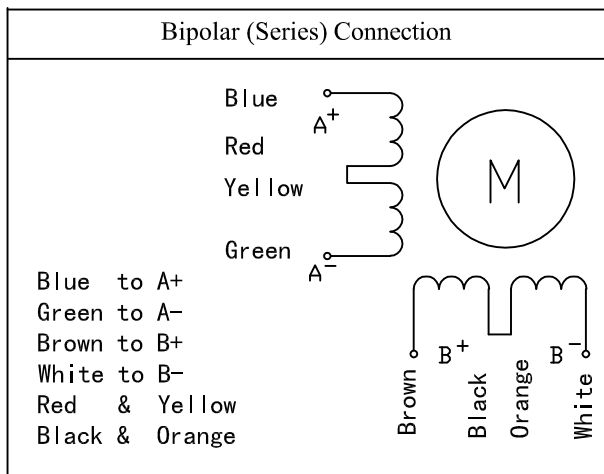 Bipolar (Series) Connection
Blue
A+
Red
Yellow
Green
A-
M
Blue to A+
Green to A-
Brown to B+
White to B-
Red & Yellow
Black & Orange
B+
B-
Brown
Black
Orange
White